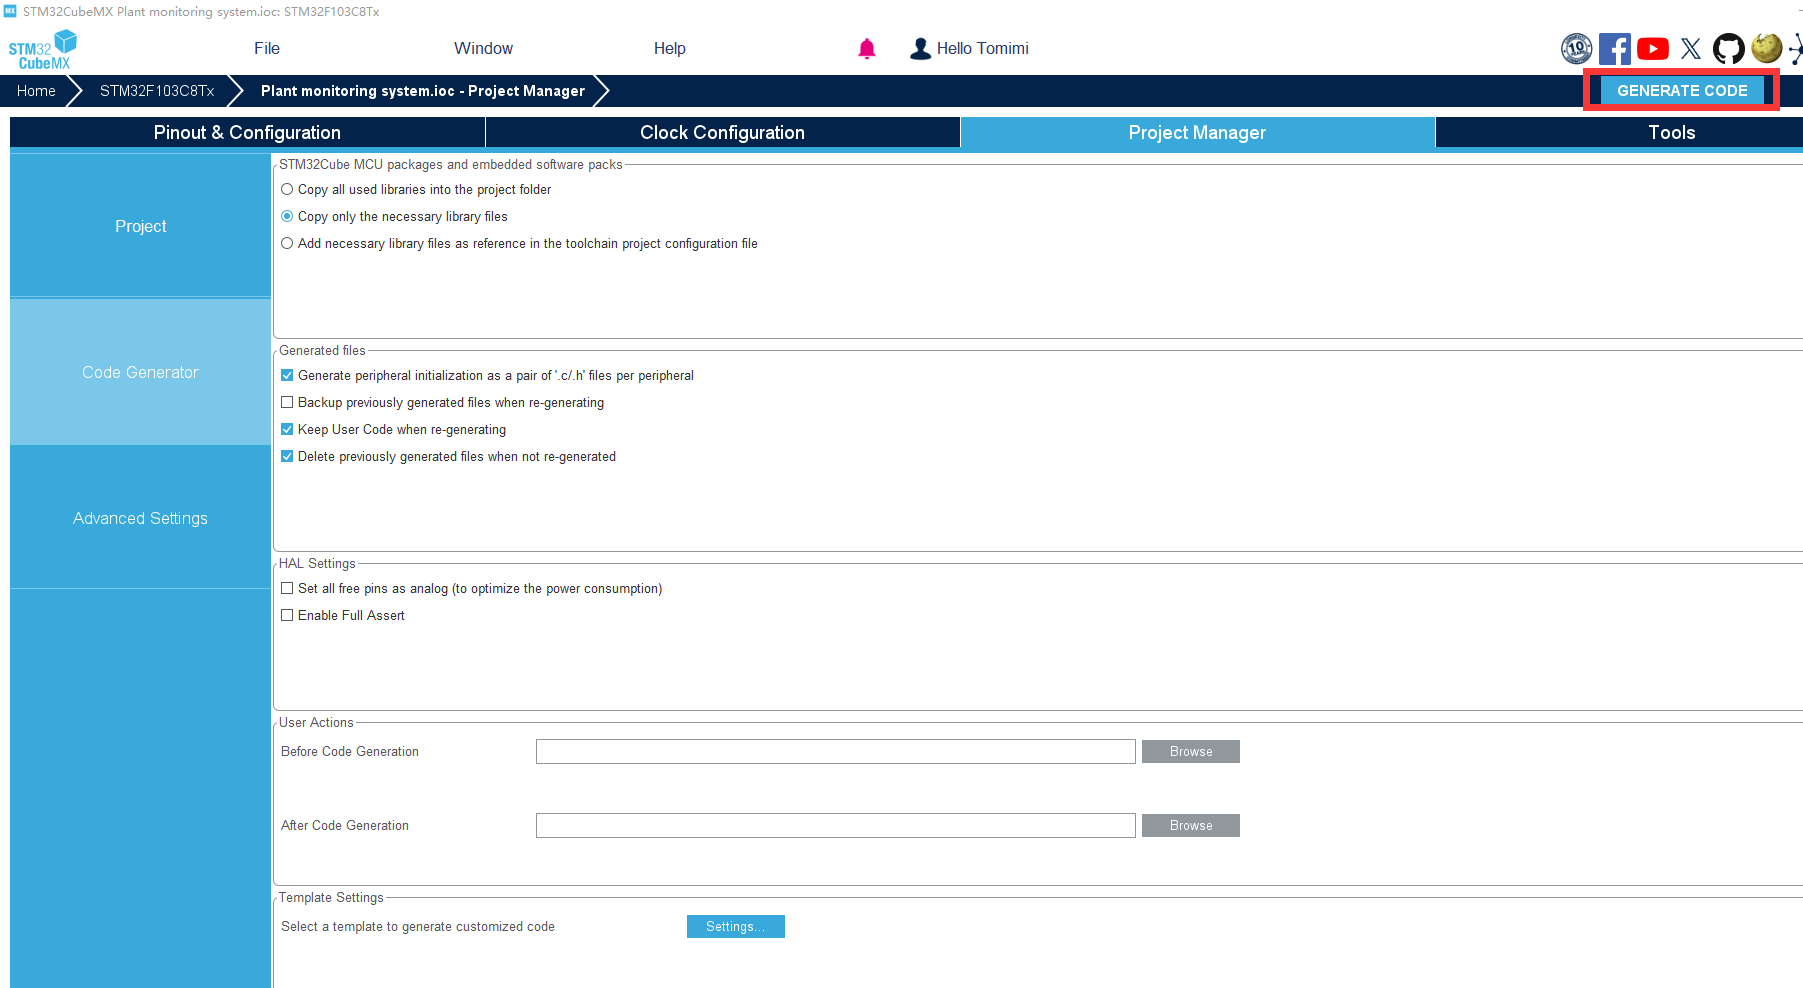 MX STM32CubeMX Plant monitoring system.ioc: STM32F103C8Tx
STM32
CubeMX
File
Window
Help
Hello Tomimi
10
Home
STM32F103C8Tx
Plant monitoring system.ioc - Project Manager
GENERATE CODE
Pinout & Configuration
Clock Configuration
Project Manager
Tools
Project
Code Generator
Advanced Settings
STM32Cube MCU packages and embedded software packs
Copy all used libraries into the project folder
Copy only the necessary library files
Add necessary library files as reference in the toolchain project configuration file
Generated files
Generate peripheral initialization as a pair of '.c/.h' files per peripheral
Backup previously generated files when re-generating
Keep User Code when re-generating
Delete previously generated files when not re-generated
HAL Settings
Set all free pins as analog (to optimize the power consumption)
Enable Full Assert
User Actions
Before Code Generation
Browse
After Code Generation
Browse
Template Settings
Select a template to generate customized code
Settings...